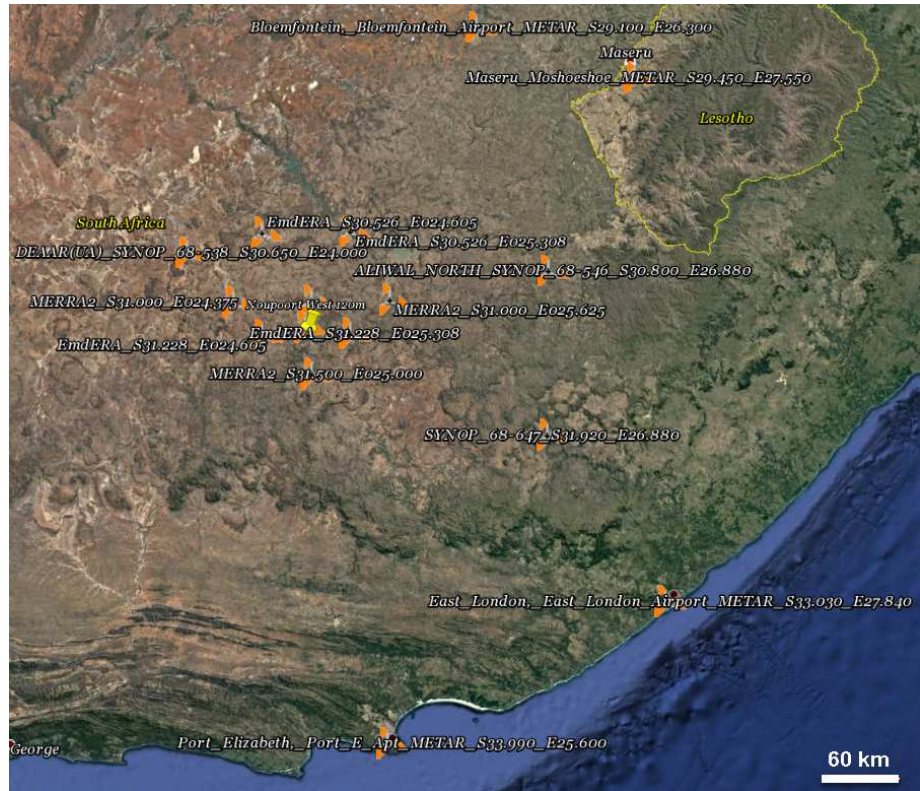 Bloemfontein,_Bloemfontein_Airport_METAR_S29.100_E26.300
Maseru
Maseru_Moshoeshoe_METAR_S29.450_E27.550
Lesotho
South Africa
EmdERA_S30.526_E024.605
EmdERA_S30.526_E025.308
DEAAR(UA)_SYNOP_68-538_S30.650_E24.000
ALIWAL_NORTH_SYNOP_68-546_S30.800_E26.880
MERRA2_S31.000_E024.375
Noupoort West 120m
MERRA2_S31.000_E025.625
EmdERA_S31.228_E025.308
EmdERA_S31.228_E024.605
MERRA2_S31.500_E025.000
SYNOP_68-647_S31.920_E26.880
East_London,_East_London_Airport_METAR_S33.030_E27.840
Port_Elizabeth,_Port_E_Apt_METAR_S33.990_E25.600
George
60 km